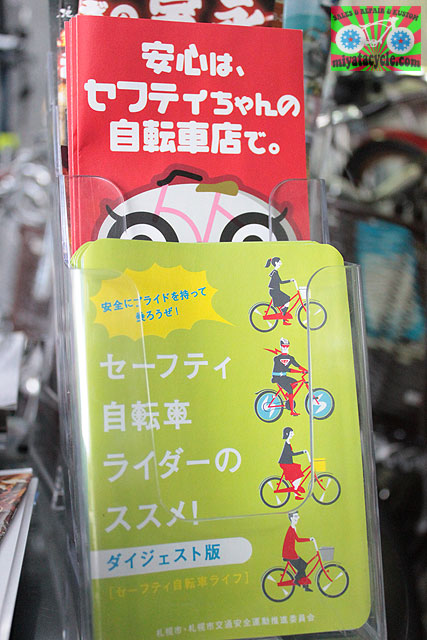 SALES & REPAIR & CUSTOM
miyatacycle.com
安心は、
セフティちゃんの
自転車店で。
安全にプライドを持って
乗ろうぜ!
セーフティ
自転車
ライダーの
ススメ!
ダイジェスト版
[セーフティ自転車ライフ]
札幌市・札幌市交通安全運動推進委員会